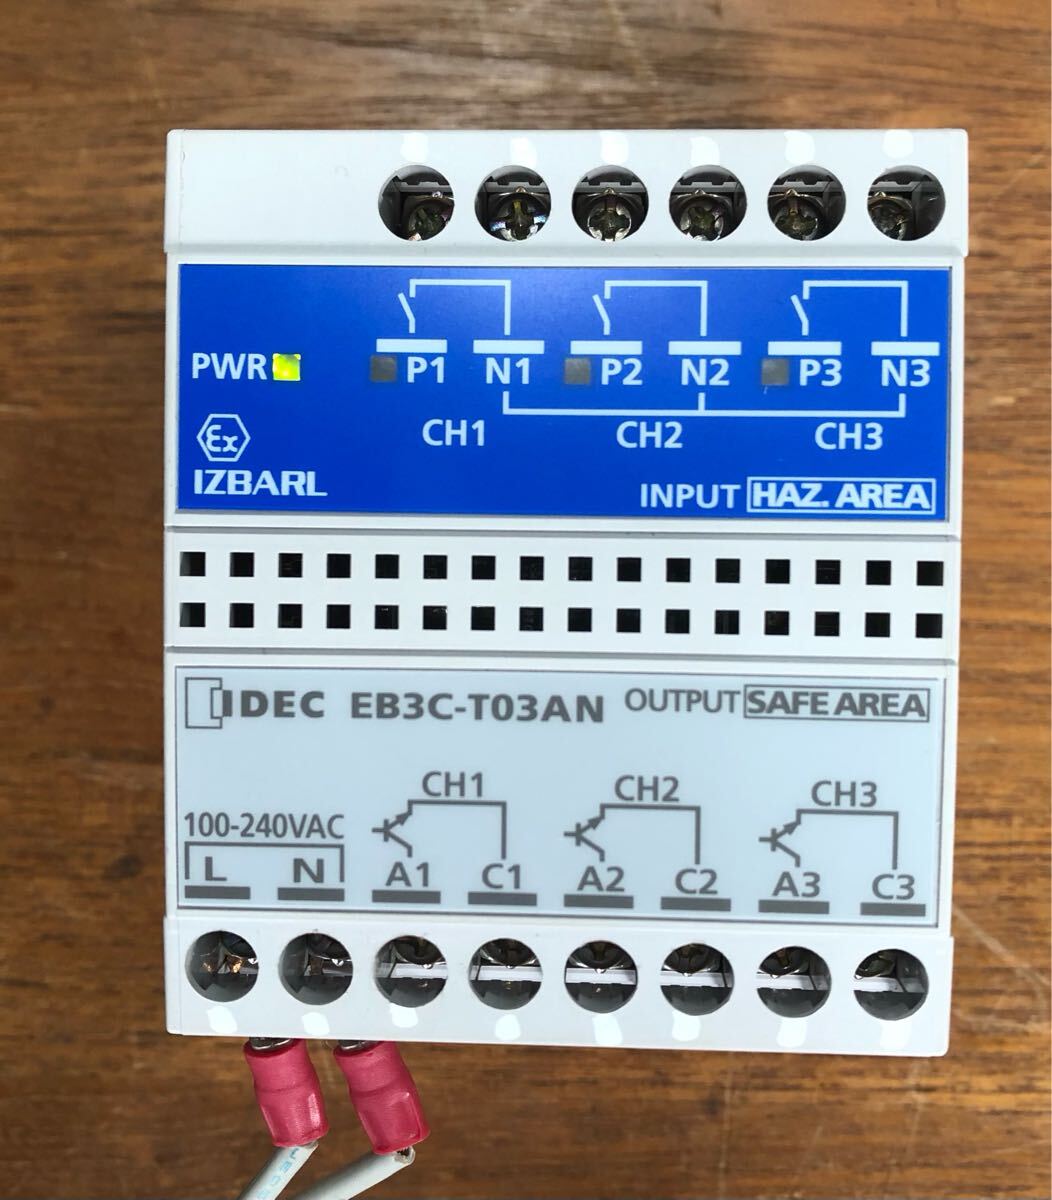 PWR P1 N1 P2 N2 P3 N3
CH1 CH2 CH3
Ex
IZBARL
INPUT HAZ. AREA
IDEC EB3C-T03AN OUTPUT SAFE AREA
CH1 CH2 CH3
100-240VAC
L N A1 C1 A2 C2 A3 C3